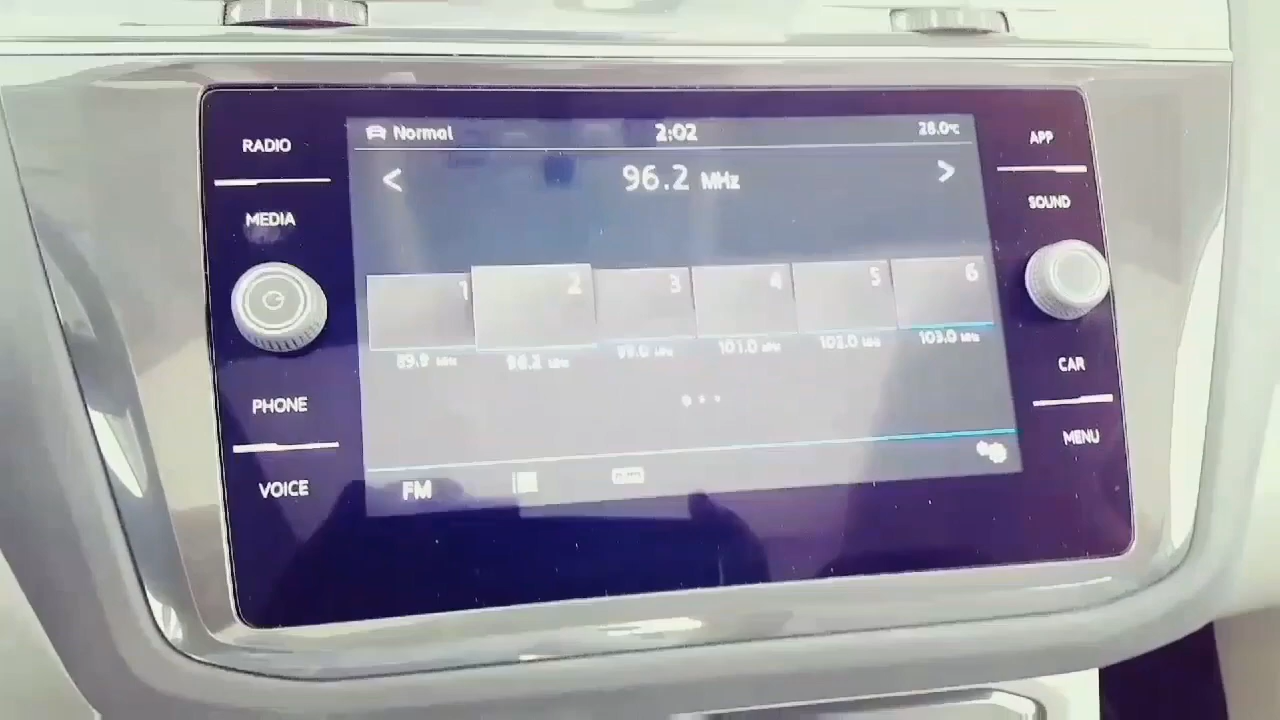 RADIO
MEDIA
PHONE
VOICE
Normal 2:02 28.0°C
< 96.2 MHz >
1 2 3 4 5 6
89.9 MHz 96.2 MHz 99.0 MHz 101.0 MHz 102.0 MHz 103.0 MHz
FM
APP
SOUND
CAR
MENU